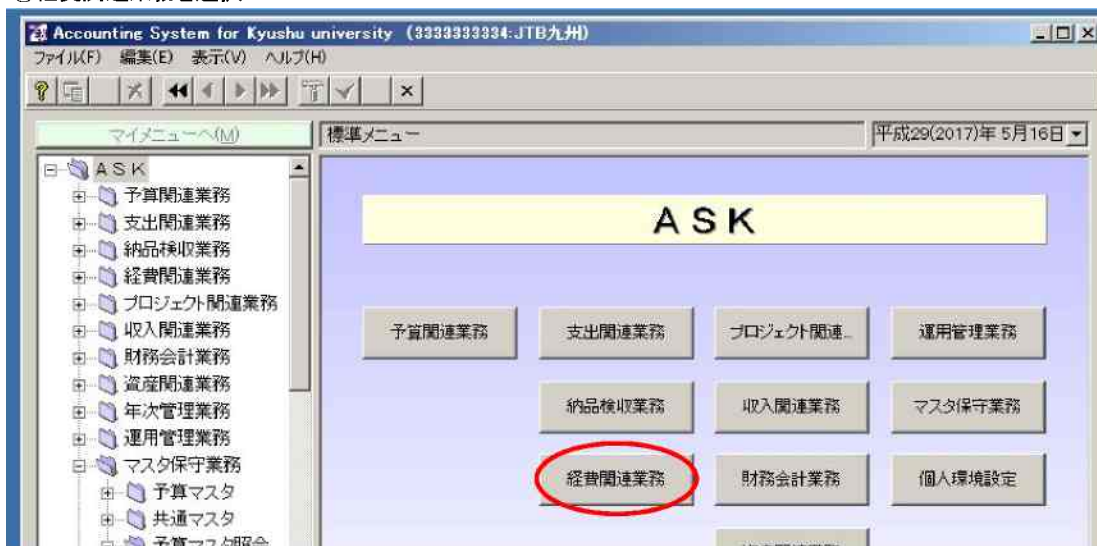 Accounting System for Kyushu university (3333333334:JTB九州)
ファイル(F) 編集(E) 表示(V) ヘルプ(H)
マイメニューへ(M)
標準メニュー
平成29(2017)年 5月16日
ASK
予算関連業務
支出関連業務
納品検収業務
経費関連業務
プロジェクト関連業務
収入関連業務
財務会計業務
資産関連業務
年次管理業務
運用管理業務
マスタ保守業務
予算マスタ
共通マスタ
予算マスタ照会
ASK
予算関連業務 支出関連業務 プロジェクト関連... 運用管理業務
納品検収業務 収入関連業務 マスタ保守業務
経費関連業務 財務会計業務 個人環境設定